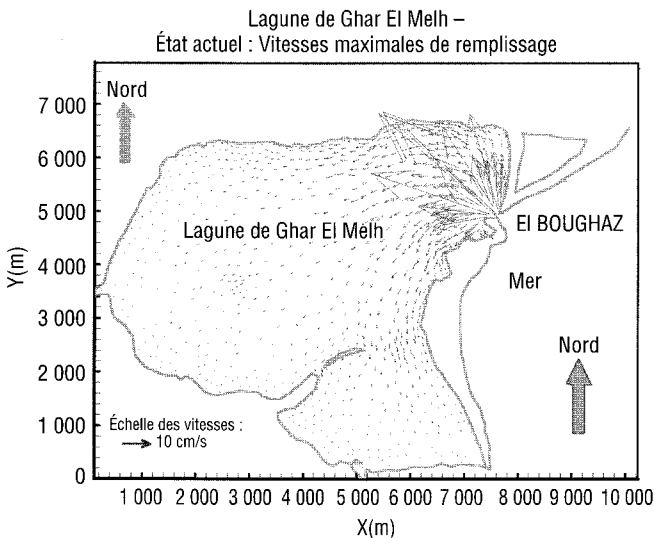 Lagune de Ghar El Melh –
État actuel : Vitesses maximales de remplissage
Nord
7 000
6 000
5 000
4 000
3 000
2 000
1 000
0
Y(m)
Lagune de Ghar El Melh
El BOUGHAZ
Mer
Nord
Échelle des vitesses :
10 cm/s
1 000 2 000 3 000 4 000 5 000 6 000 7 000 8 000 9 000 10 000
X(m)